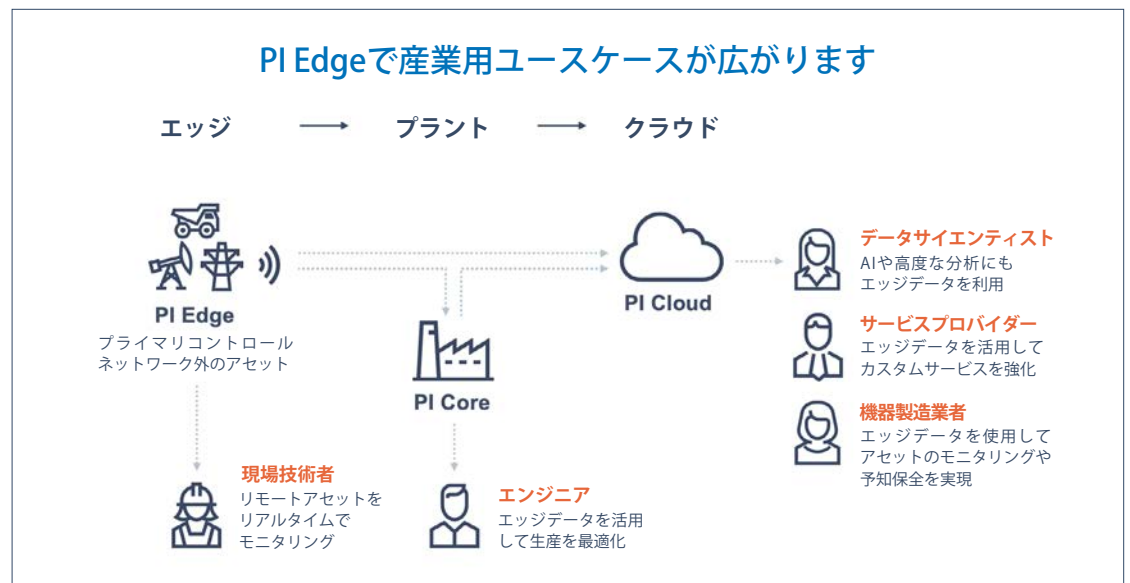 PI Edgeで産業用ユースケースが広がります
エッジ
プラント
クラウド
PI Edge
プライマリコントロール
ネットワーク外のアセット
PI Core
PI Cloud
データサイエンティスト
AIや高度な分析にも
エッジデータを利用
サービスプロバイダー
エッジデータを活用して
カスタムサービスを強化
機器製造業者
エッジデータを使用して
アセットのモニタリングや
予知保全を実現
現場技術者
リモートアセットを
リアルタイムで
モニタリング
エンジニア
エッジデータを活用
して生産を最適化